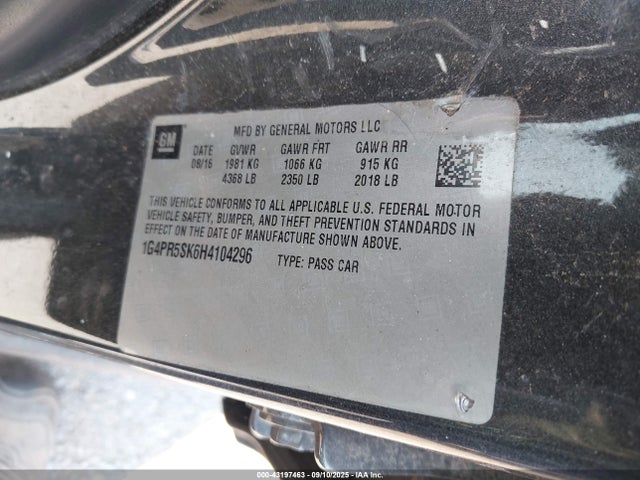 GM
MFD BY GENERAL MOTORS LLC
DATE GVWR GAWR FRT GAWR RR
08/16 1981 KG 1066 KG 915 KG
4368 LB 2350 LB 2018 LB
THIS VEHICLE CONFORMS TO ALL APPLICABLE U.S. FEDERAL MOTOR
VEHICLE SAFETY, BUMPER, AND THEFT PREVENTION STANDARDS IN
EFFECT ON THE DATE OF MANUFACTURE SHOWN ABOVE.
1G4PR5SK6H4104296 TYPE: PASS CAR
000-43197463 - 09/10/2025 - IAA Inc.